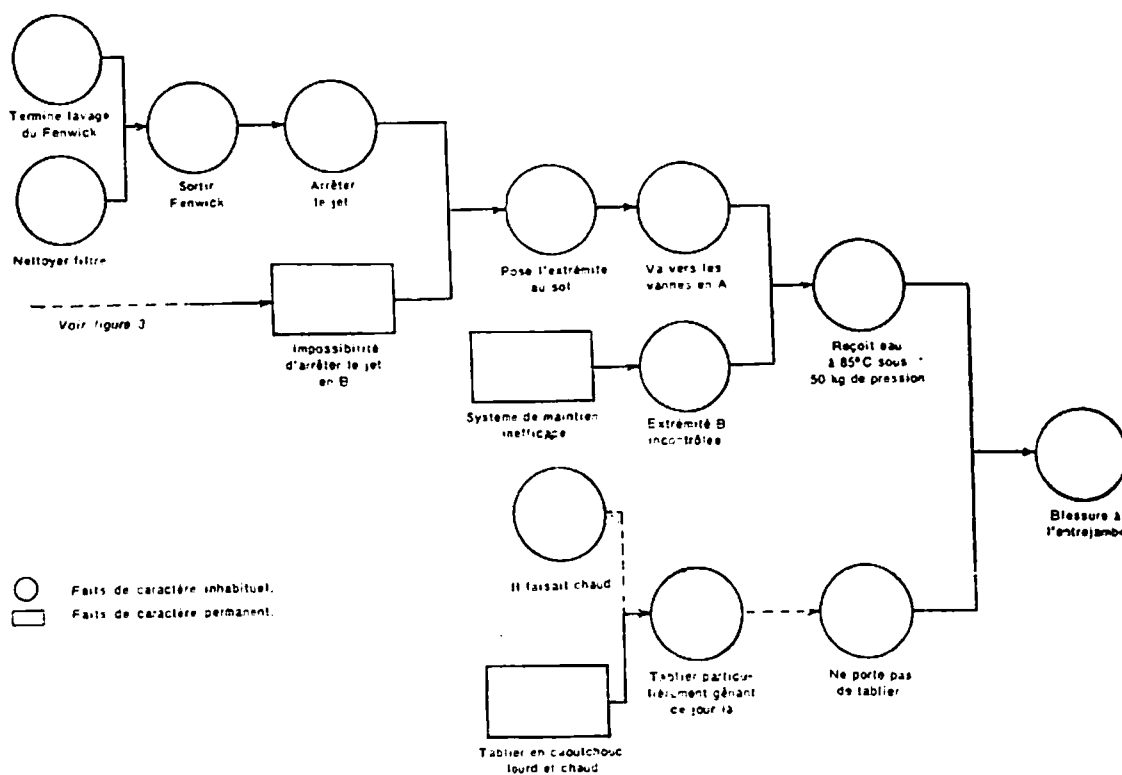 Termine lavage
du Fenwick
Nettoyer filtre
Sortir
Fenwick
Arrêter
le jet
Voir figure 3
Impossibilité
d'arrêter le jet
en B
Pose l'extrémite
au sol
Va vers les
vannes en A
Système de maintien
inefficace
Extrémité B
incontrôlée
Reçoit eau
à 85°C sous
50 kg de pression
Blessure à
l'entrejambe
Il faisait chaud
Tablier en caoutchouc
lourd et chaud
Tablier particu-
lièrement gênant
ce jour là
Ne porte pas
de tablier
Faits de caractère inhabituel.
Faits de caractère permanent.